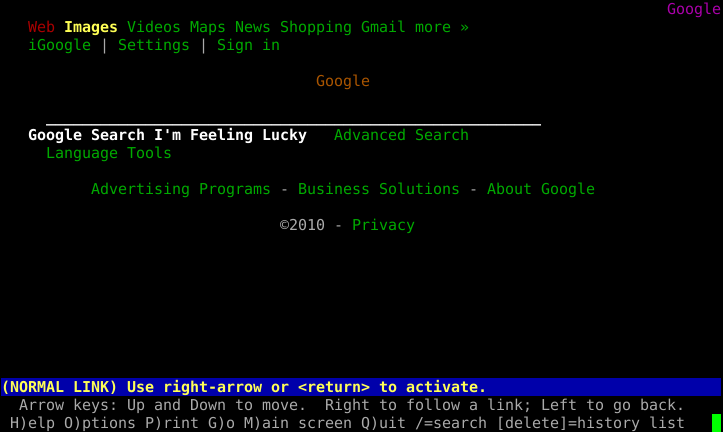 Google
Web Images Videos Maps News Shopping Gmail more »
iGoogle | Settings | Sign in
Google
Google Search I'm Feeling Lucky Advanced Search
Language Tools
Advertising Programs - Business Solutions - About Google
©2010 - Privacy
(NORMAL LINK) Use right-arrow or <return> to activate.
Arrow keys: Up and Down to move. Right to follow a link; Left to go back.
H)elp O)ptions P)rint G)o M)ain screen Q)uit /=search [delete]=history list